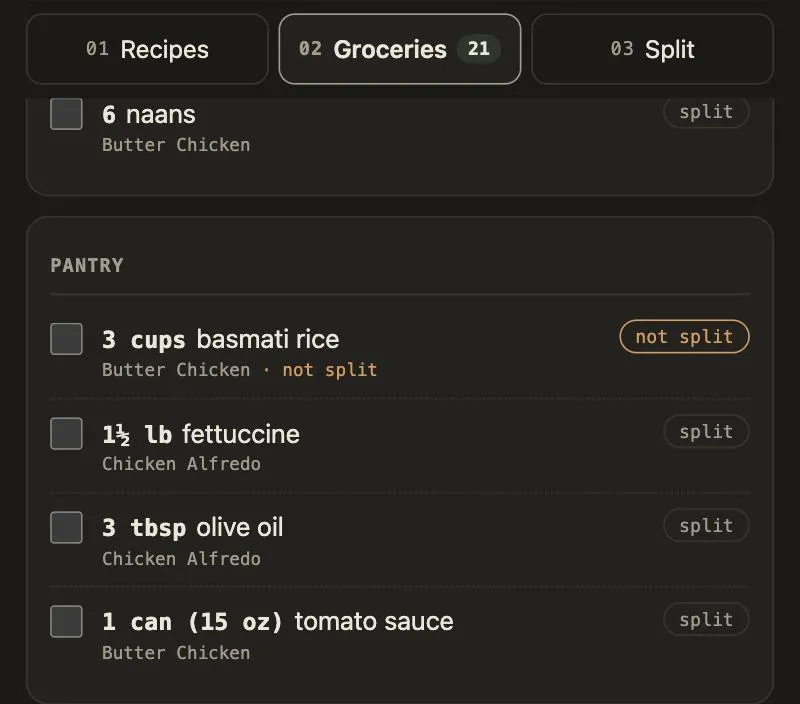 01 Recipes
02 Groceries 21
03 Split
6 naans
split
Butter Chicken
PANTRY
3 cups basmati rice
not split
Butter Chicken · not split
1½ lb fettuccine
split
Chicken Alfredo
3 tbsp olive oil
split
Chicken Alfredo
1 can (15 oz) tomato sauce
split
Butter Chicken